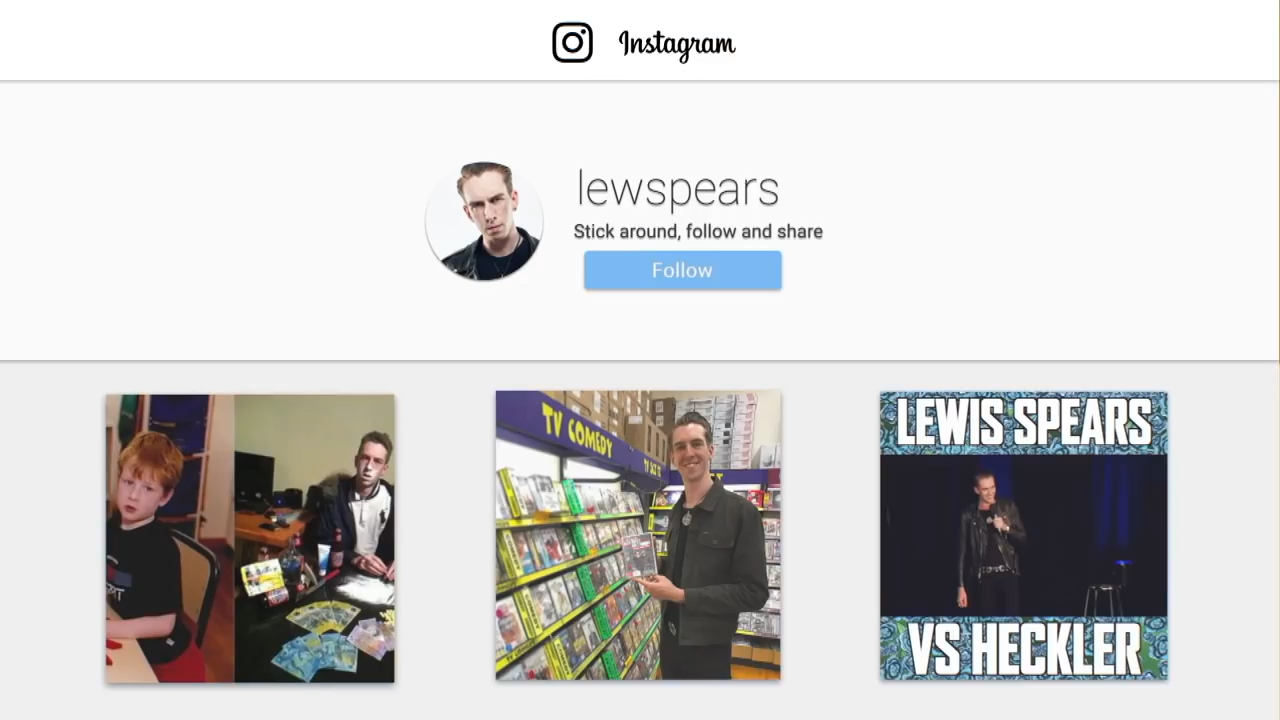 Instagram
lewspears
Stick around, follow and share
Follow
TV COMEDY
LEWIS SPEARS
VS HECKLER